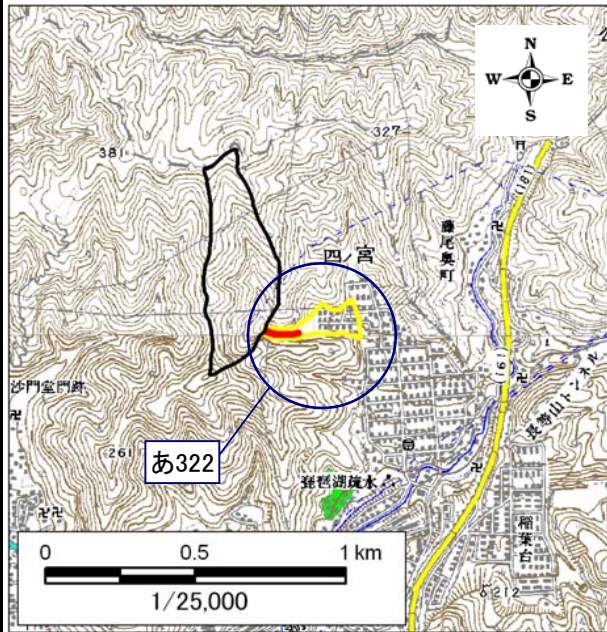 N
W E
S
327
381
(181)
四ノ宮
藤尾奥町
(161)
長等山トンネル
沙門堂門跡
261
あ322
琵琶湖疏水
稲葉台
212
0 0.5 1 km
1/25,000